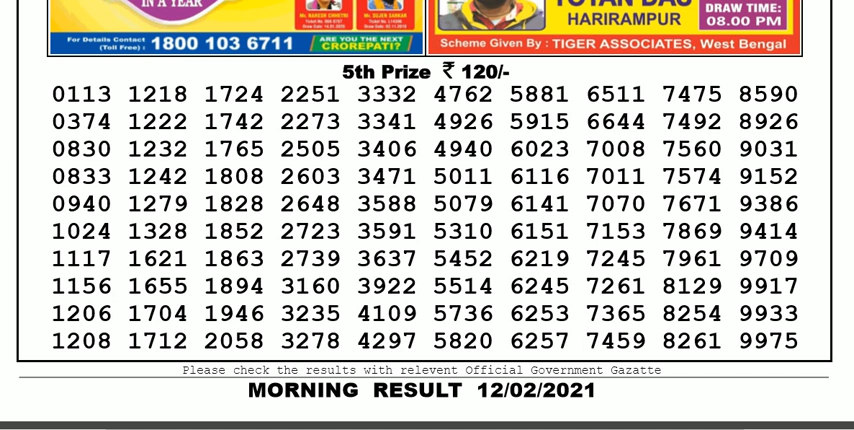 IN A YEAR
For Details Contact
(Toll Free) : 1800 103 6711
ARE YOU THE NEXT
CROREPATI?
HARIRAMPUR
DRAW TIME:
08.00 PM
Scheme Given By : TIGER ASSOCIATES, West Bengal
5th Prize ₹ 120/-
0113 1218 1724 2251 3332 4762 5881 6511 7475 8590
0374 1222 1742 2273 3341 4926 5915 6644 7492 8926
0830 1232 1765 2505 3406 4940 6023 7008 7560 9031
0833 1242 1808 2603 3471 5011 6116 7011 7574 9152
0940 1279 1828 2648 3588 5079 6141 7070 7671 9386
1024 1328 1852 2723 3591 5310 6151 7153 7869 9414
1117 1621 1863 2739 3637 5452 6219 7245 7961 9709
1156 1655 1894 3160 3922 5514 6245 7261 8129 9917
1206 1704 1946 3235 4109 5736 6253 7365 8254 9933
1208 1712 2058 3278 4297 5820 6257 7459 8261 9975
Please check the results with relevent Official Government Gazatte
MORNING RESULT 12/02/2021